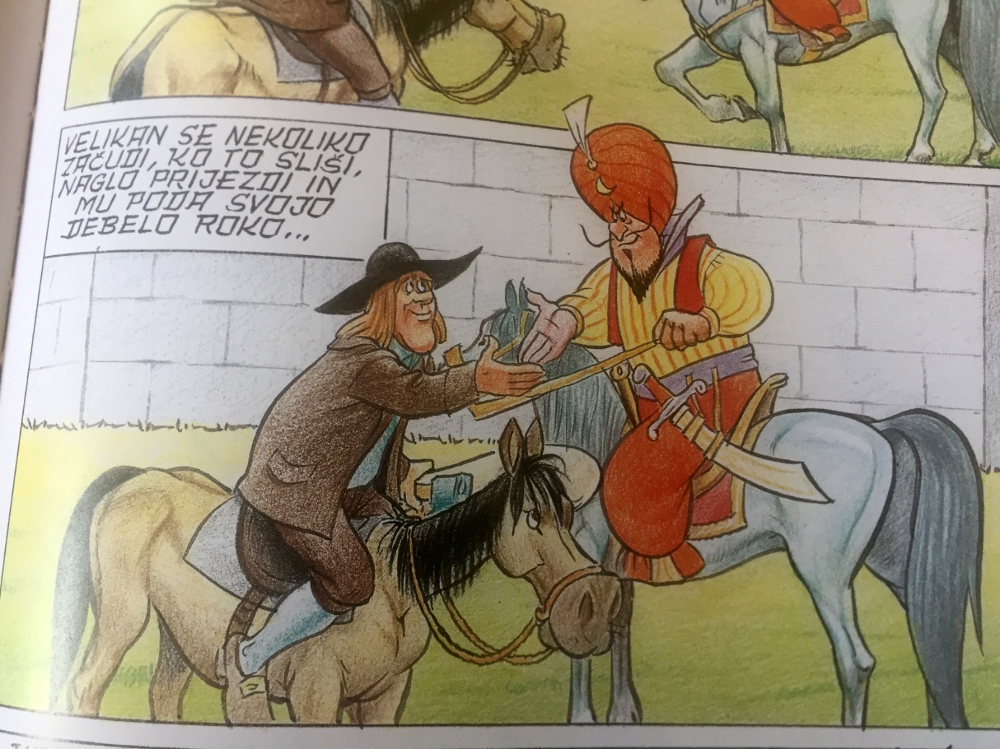 VELIKAN SE NEKOLIKO
ZAČUDI, KO TO SLIŠI,
NAGLO PRIJEZDI IN
MU PODA SVOJO
DEBELO ROKO...